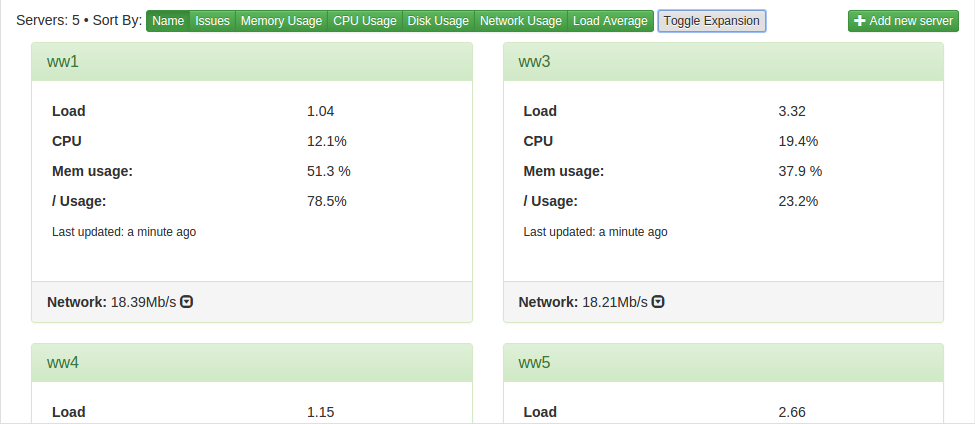 Servers: 5 • Sort By: Name Issues Memory Usage CPU Usage Disk Usage Network Usage Load Average Toggle Expansion Add new server
ww1
Load 1.04
CPU 12.1%
Mem usage: 51.3 %
/ Usage: 78.5%
Last updated: a minute ago
Network: 18.39Mb/s
ww3
Load 3.32
CPU 19.4%
Mem usage: 37.9 %
/ Usage: 23.2%
Last updated: a minute ago
Network: 18.21Mb/s
ww4
Load 1.15
ww5
Load 2.66